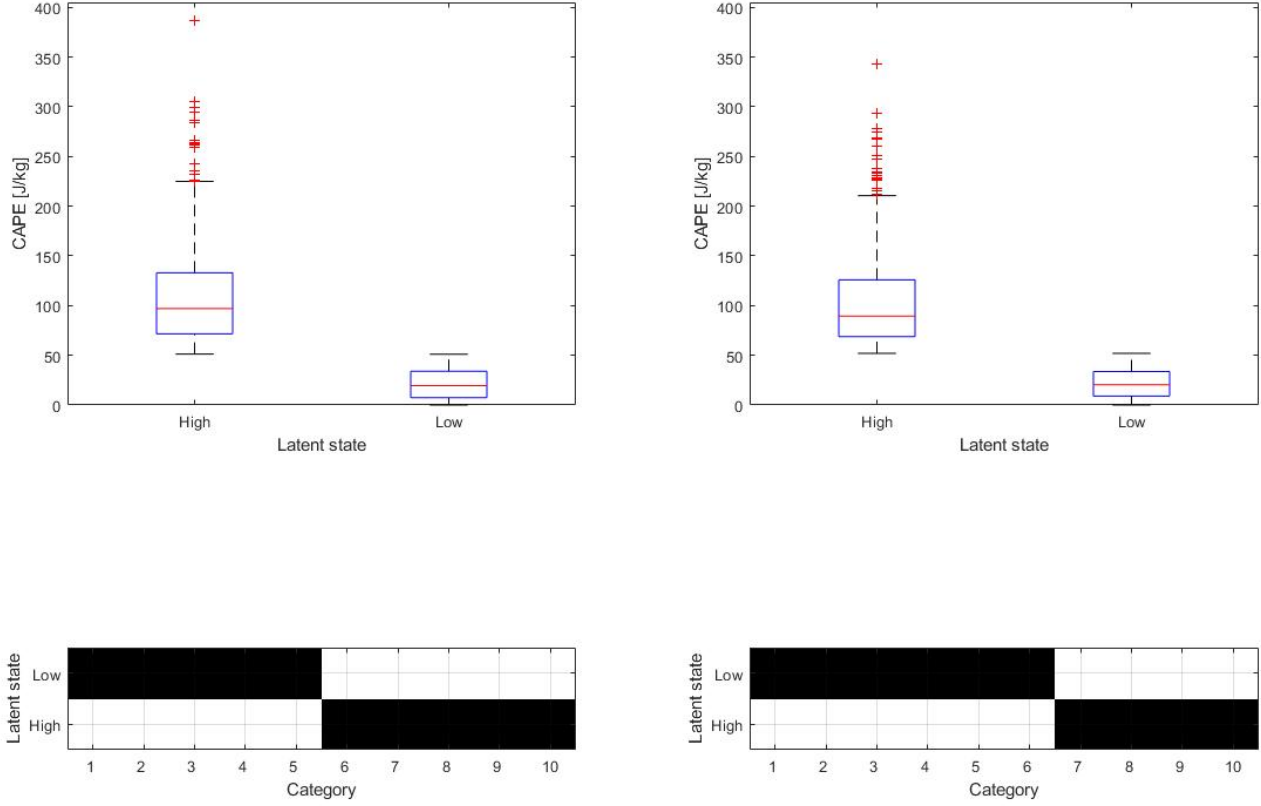 400
350
300
250
200
150
100
50
0
CAPE [J/kg]
High Low
Latent state
400
350
300
250
200
150
100
50
0
CAPE [J/kg]
High Low
Latent state
Latent state
Low
High
1 2 3 4 5 6 7 8 9 10
Category
Latent state
Low
High
1 2 3 4 5 6 7 8 9 10
Category